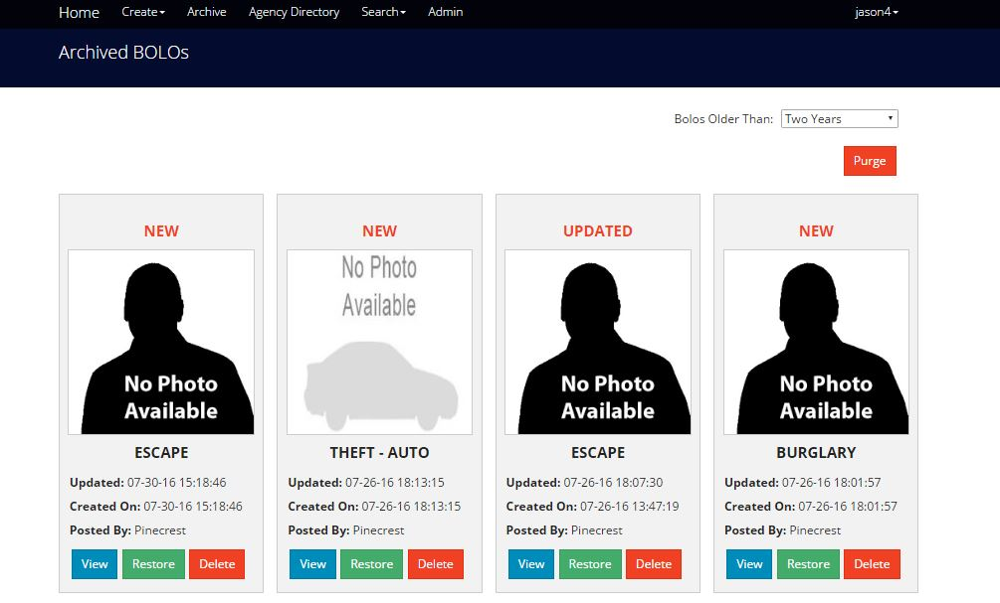 Home Create Archive Agency Directory Search Admin jason4
Archived BOLOs
Bolos Older Than: Two Years
Purge
NEW
No Photo
Available
ESCAPE
Updated: 07-30-16 15:18:46
Created On: 07-30-16 15:18:46
Posted By: Pinecrest
View Restore Delete
NEW
No Photo
Available
THEFT - AUTO
Updated: 07-26-16 18:13:15
Created On: 07-26-16 18:13:15
Posted By: Pinecrest
View Restore Delete
UPDATED
No Photo
Available
ESCAPE
Updated: 07-26-16 18:07:30
Created On: 07-26-16 13:47:19
Posted By: Pinecrest
View Restore Delete
NEW
No Photo
Available
BURGLARY
Updated: 07-26-16 18:01:57
Created On: 07-26-16 18:01:57
Posted By: Pinecrest
View Restore Delete